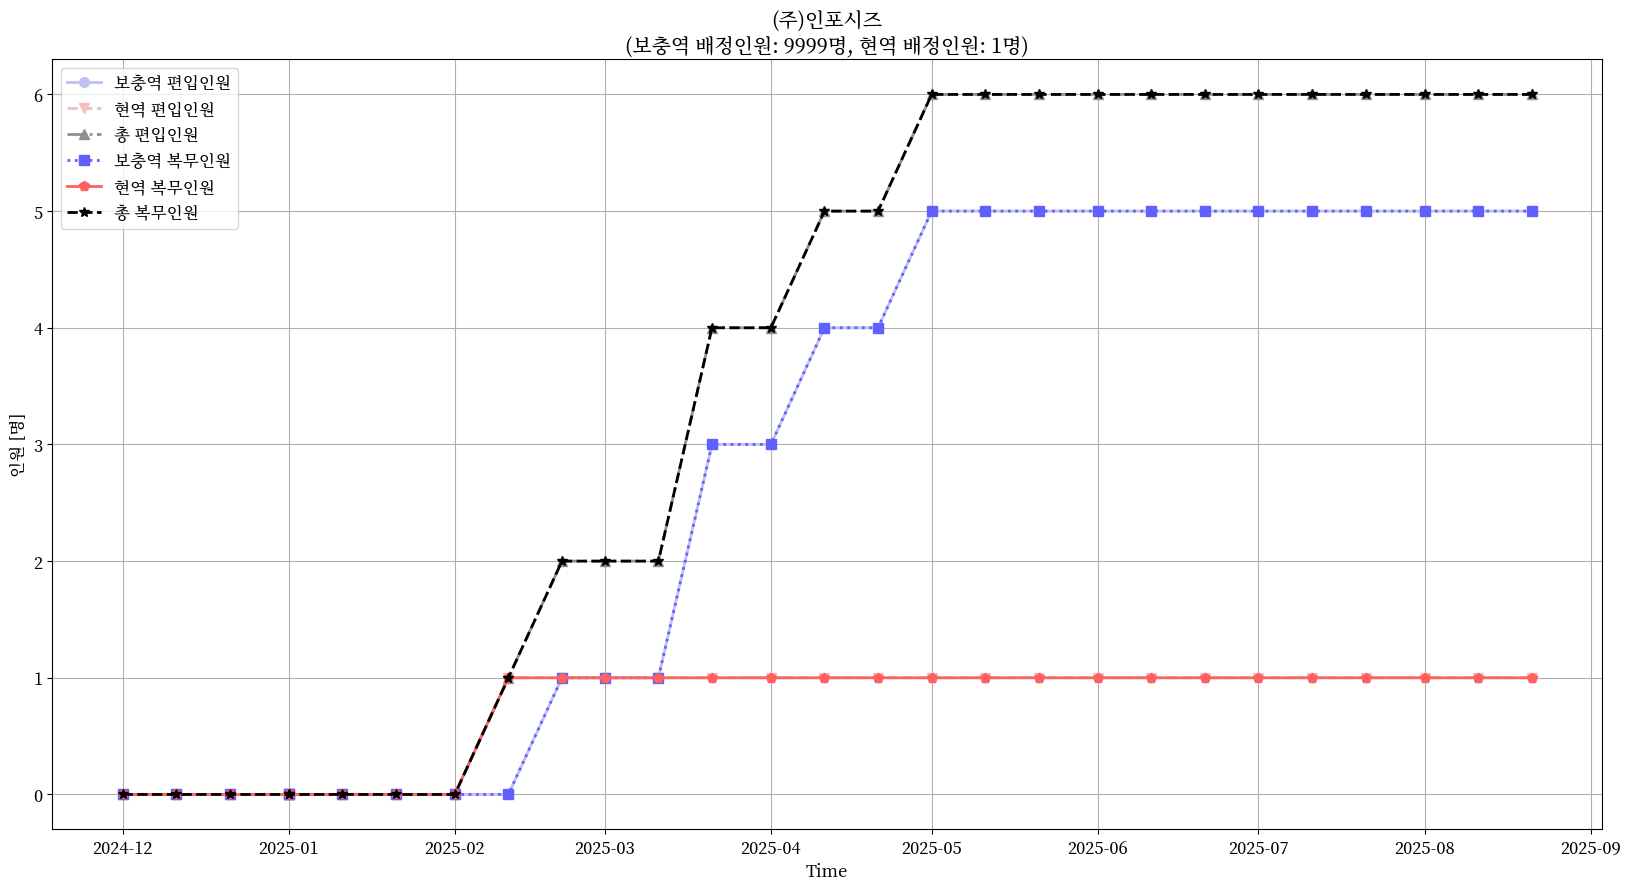 (주)인포시즈
(보충역 배정인원: 9999명, 현역 배정인원: 1명)
보충역 편입인원
현역 편입인원
총 편입인원
보충역 복무인원
현역 복무인원
총 복무인원
6
5
4
3
2
1
0
인원 [명]
2024-12 2025-01 2025-02 2025-03 2025-04 2025-05 2025-06 2025-07 2025-08 2025-09
Time